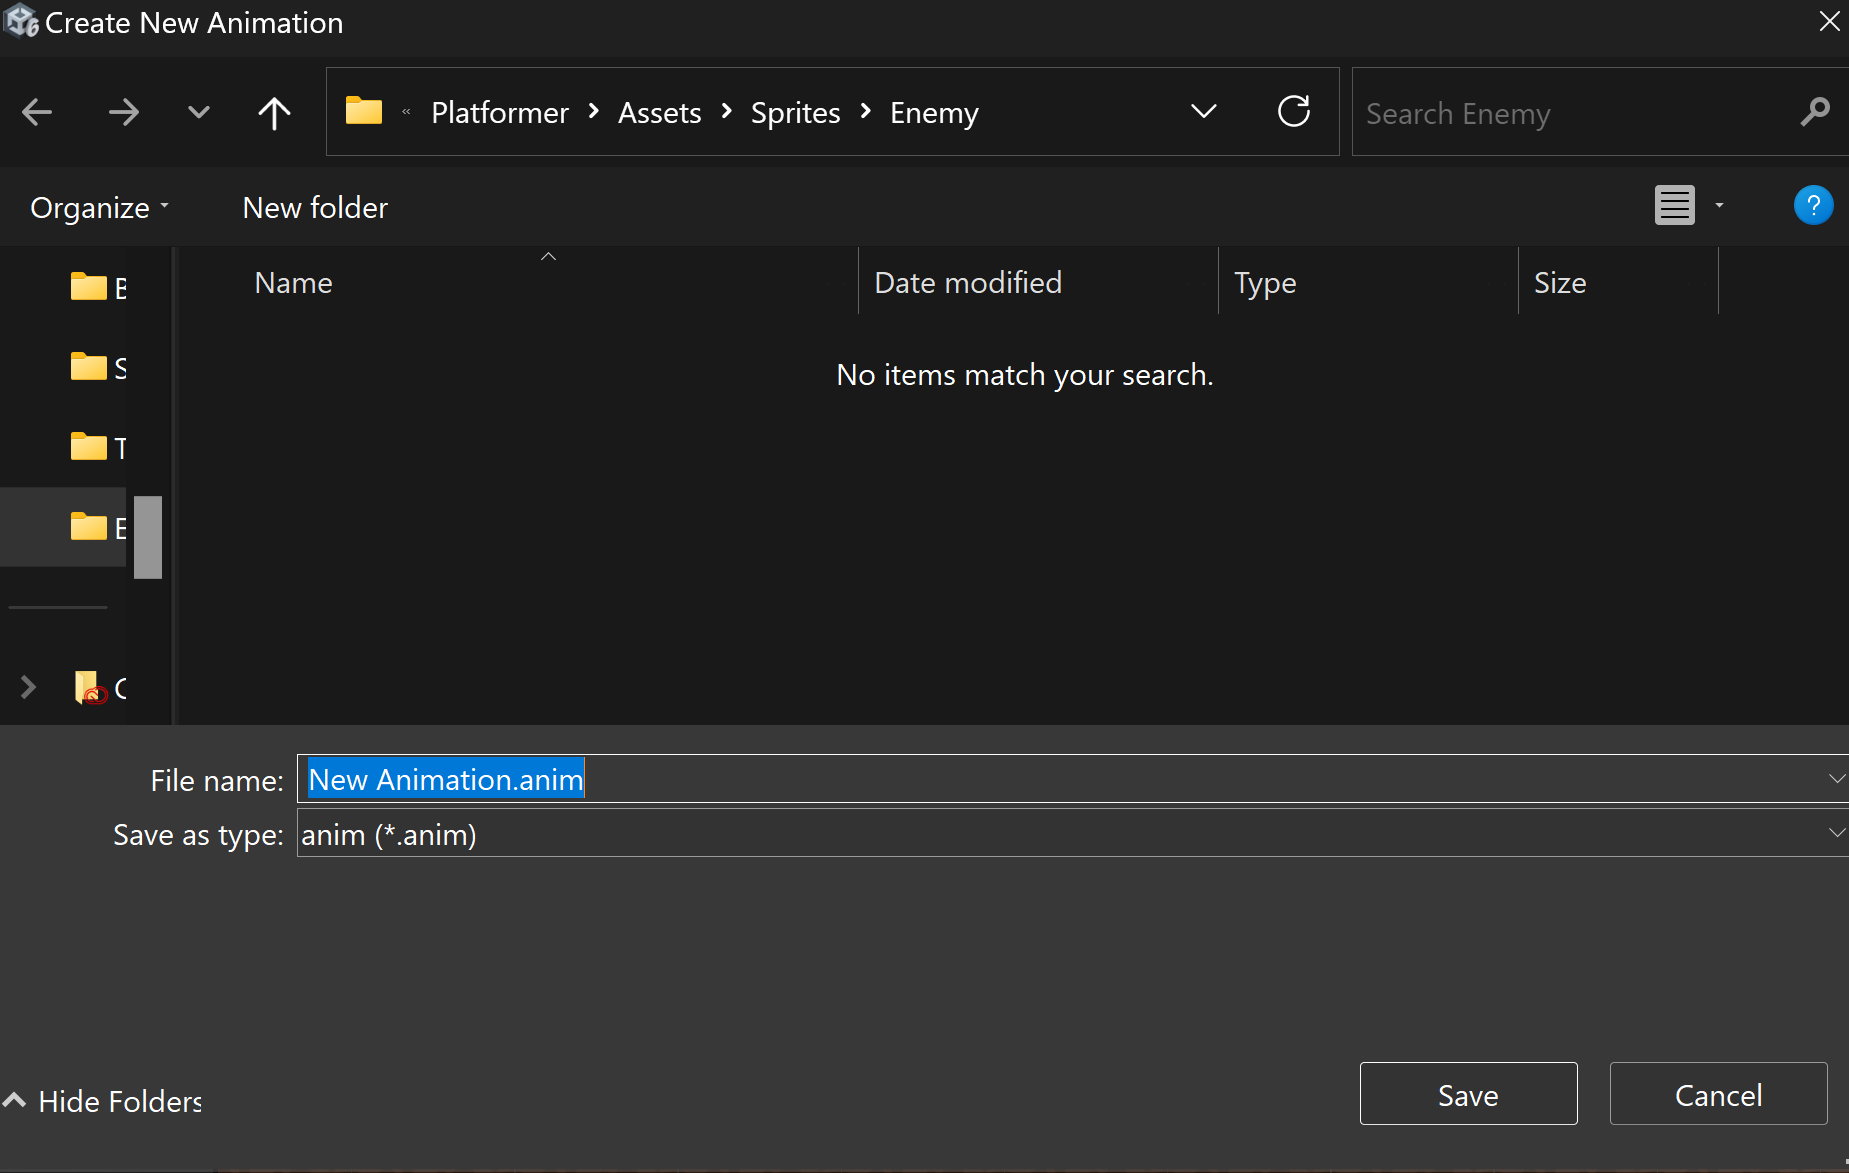 Create New Animation
« Platformer > Assets > Sprites > Enemy
Search Enemy
Organize
New folder
?
Name
Date modified
Type
Size
B
S
T
E
C
No items match your search.
File name: New Animation.anim
Save as type: anim (*.anim)
Hide Folders
Save
Cancel